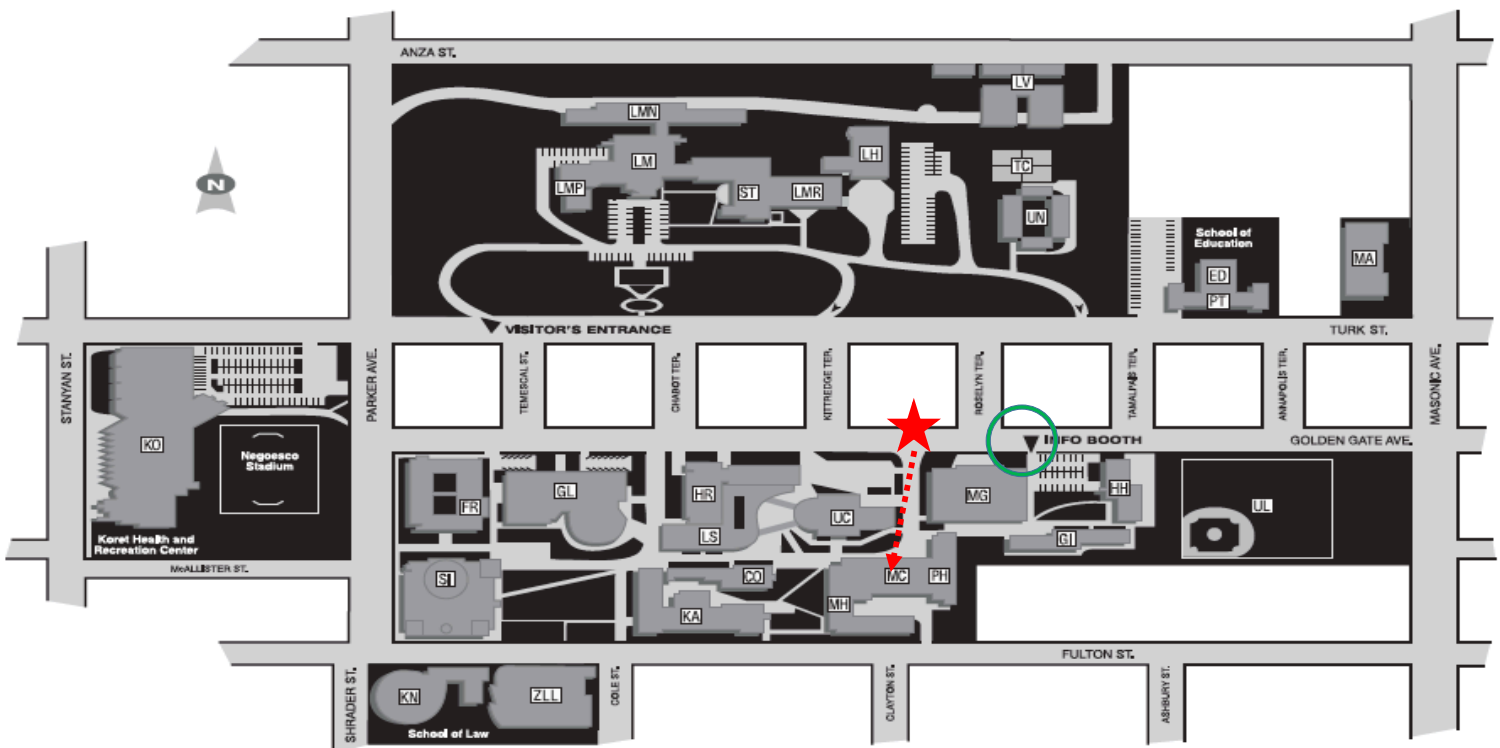 ANZA ST.
LV
LMN
LM
LH
TC
LMP
ST
LMR
N
UN
School of
Education
MA
ED
PT
VISITOR'S ENTRANCE
TURK ST.
STANYAN ST.
PARKER AVE.
TEMESCAL ST.
CHABOT TER.
KITTREDGE TER.
ROSELYN TER.
TAMALPAIS TER.
ANNAPOLIS TER.
MASONIC AVE.
INFO BOOTH
GOLDEN GATE AVE.
KO
Negoesco
Stadium
FR
GL
HR
LS
UC
MG
HH
UL
GI
Koret Health and
Recreation Center
McALLISTER ST.
SI
CO
MC
PH
KA
MH
FULTON ST.
SHRADER ST.
KN
ZLL
School of Law
COLE ST.
CLAYTON ST.
ASHBURY ST.